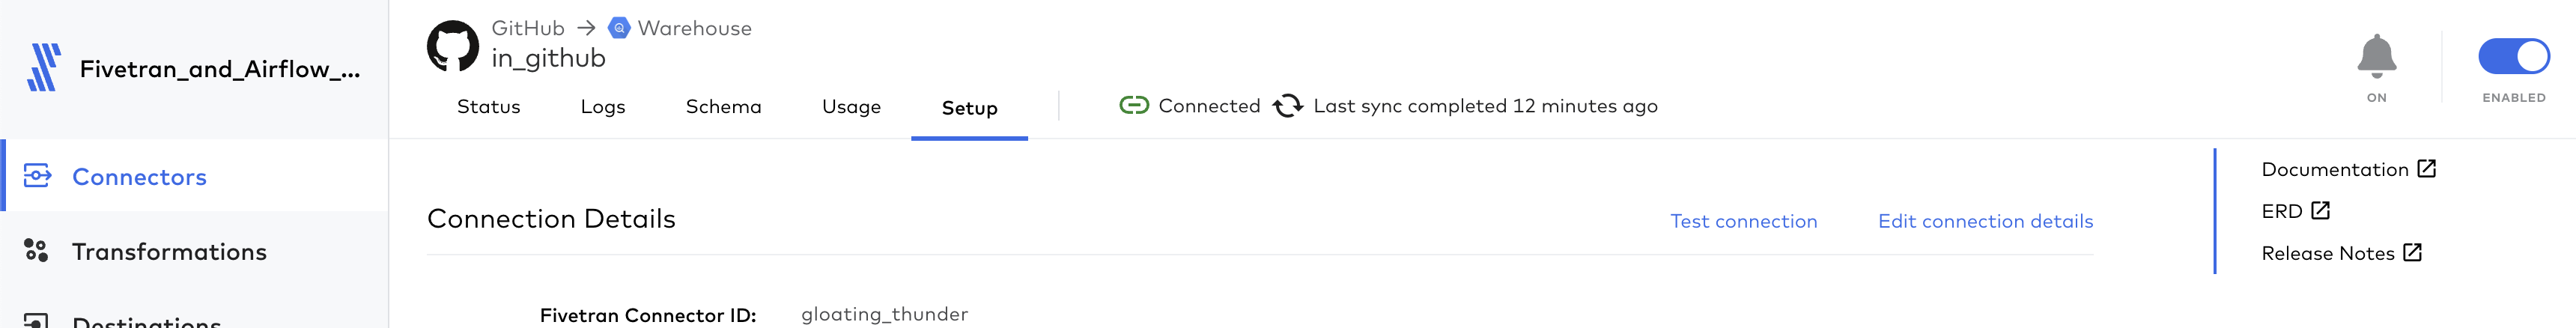 Fivetran_and_Airflow_...
Connectors
Transformations
Destinations
GitHub → Warehouse
in_github
Status Logs Schema Usage Setup Connected Last sync completed 12 minutes ago
ON
ENABLED
Connection Details Test connection Edit connection details
Fivetran Connector ID: gloating_thunder
Documentation
ERD
Release Notes